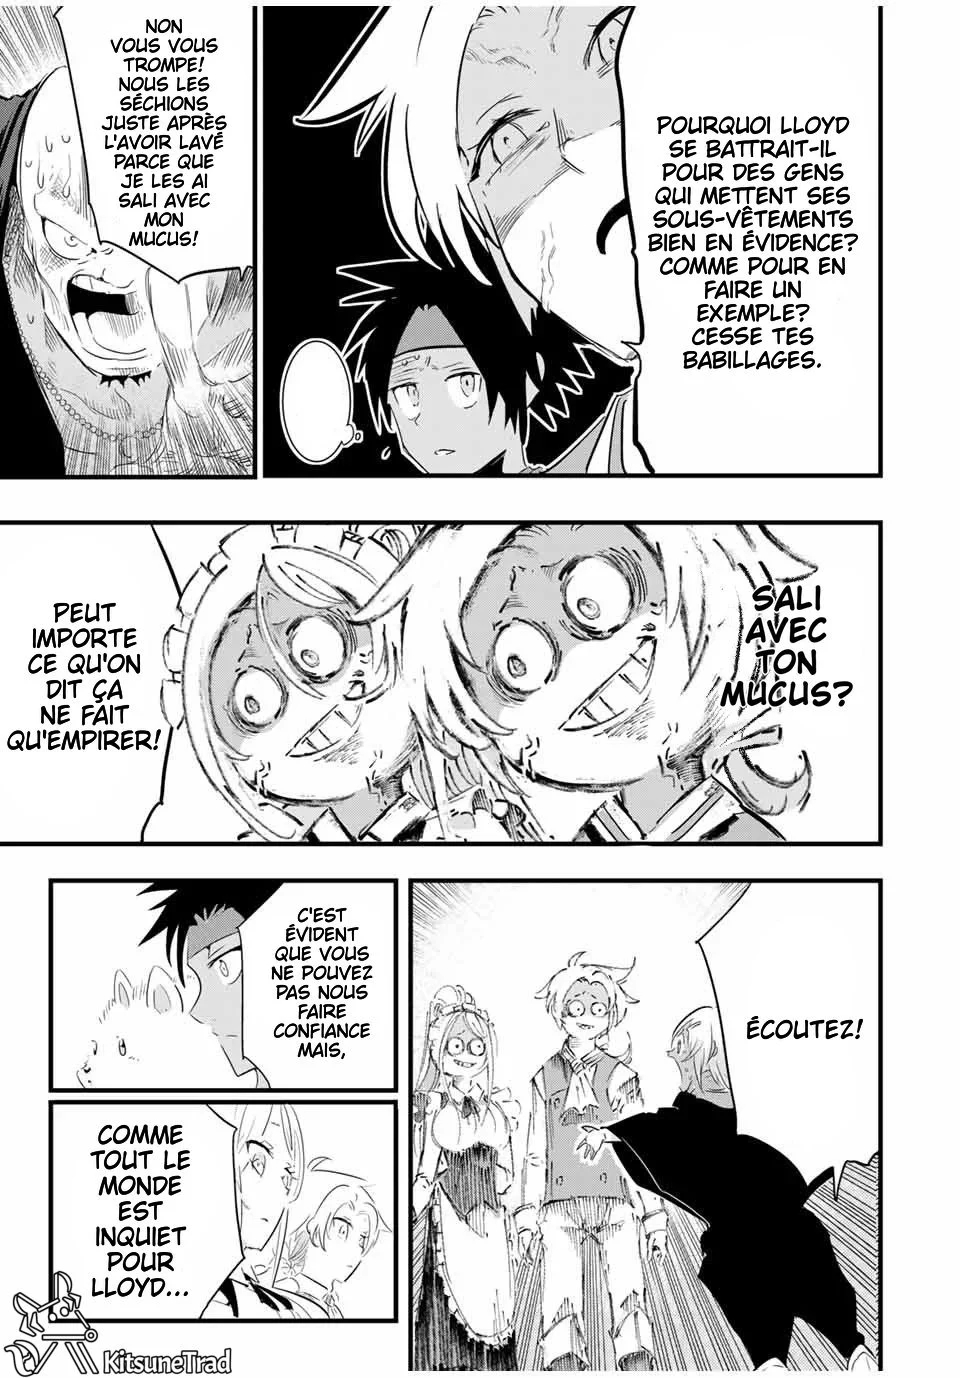 POURQUOI LLOYD
SE BATTRAIT-IL
POUR DES GENS
QUI METTENT SES
SOUS-VÊTEMENTS
BIEN EN ÉVIDENCE?
COMME POUR EN
FAIRE UN
EXEMPLE?
CESSE TES
BABILLAGES.
NON
VOUS VOUS
TROMPE!
NOUS LES
SÉCHIONS
JUSTE APRÈS
L'AVOIR LAVÉ
PARCE QUE
JE LES AI
SALI AVEC
MON
MUCUS!
SALI
AVEC
TON
MUCUS?
PEUT
IMPORTE
CE QU'ON
DIT ÇA
NE FAIT
QU'EMPIRER!
ÉCOUTEZ!
C'EST
ÉVIDENT
QUE VOUS
NE POUVEZ
PAS NOUS
FAIRE
CONFIANCE
MAIS,
COMME
TOUT LE
MONDE
EST
INQUIET
POUR
LLOYD...
KitsuneTrad